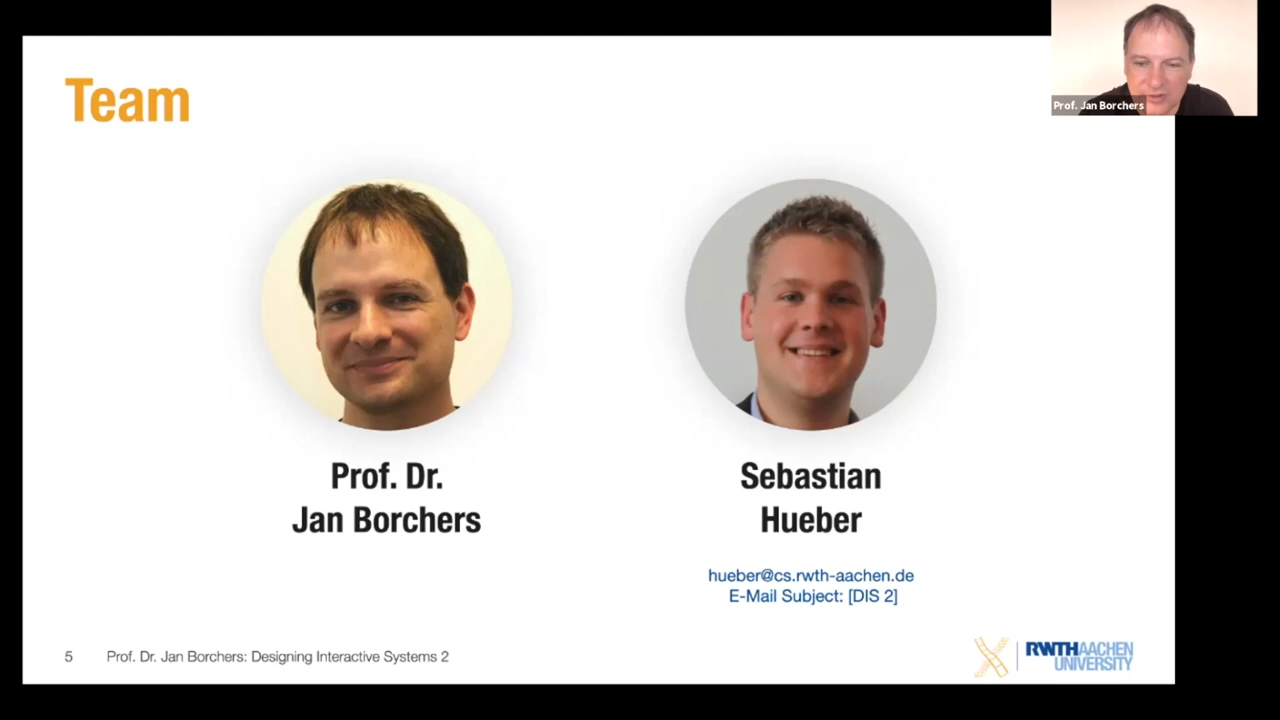 Team
Prof. Jan Borchers
Prof. Dr.
Jan Borchers
Sebastian
Hueber
hueber@cs.rwth-aachen.de
E-Mail Subject: [DIS 2]
5 Prof. Dr. Jan Borchers: Designing Interactive Systems 2
RWTHAACHEN
UNIVERSITY